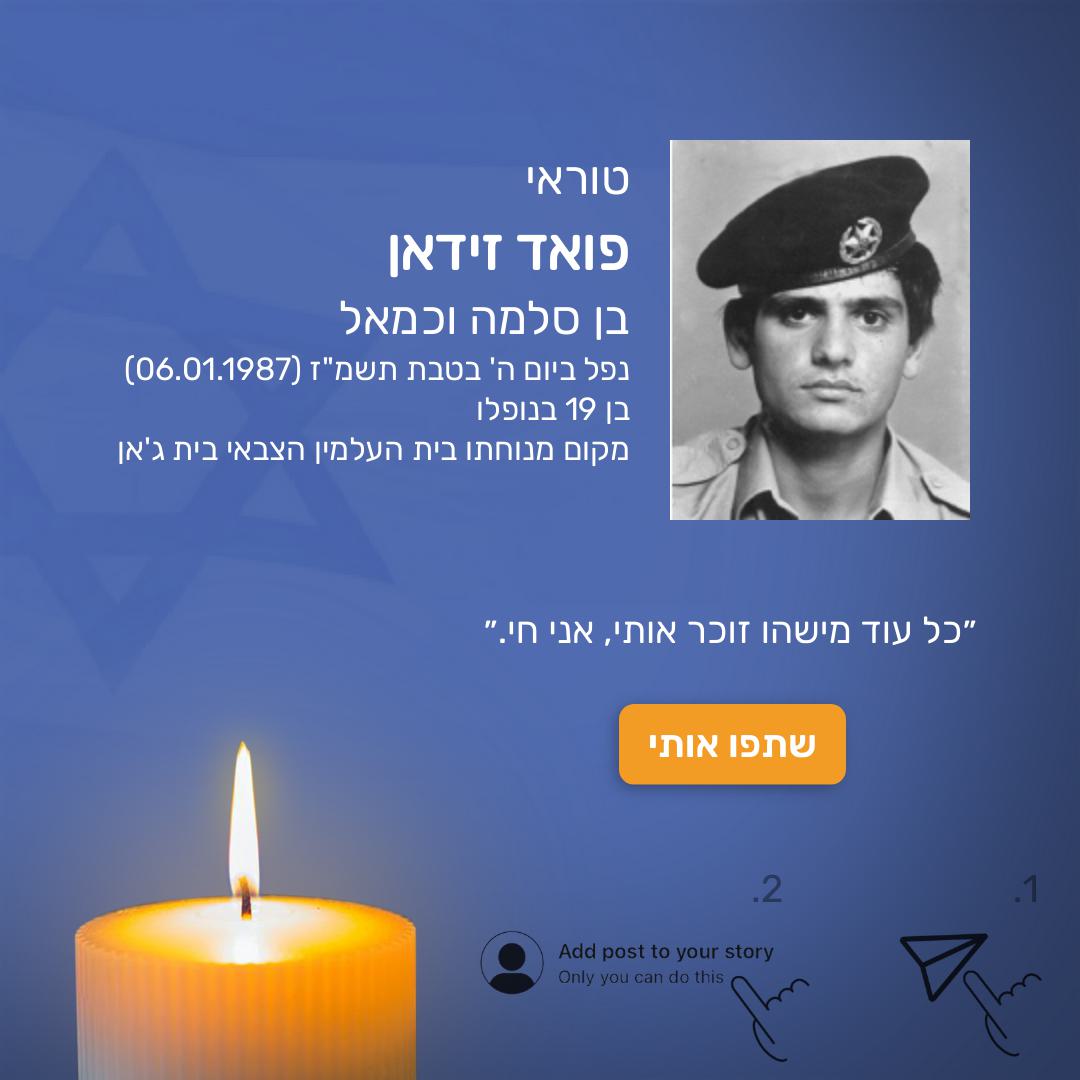 טוראי
פואד זידאן
בן סלמה וכמאל
נפל ביום ה' בטבת תשמ"ז (06.01.1987)
בן 19 בנופלו
מקום מנוחתו בית העלמין הצבאי בית ג'אן
״כל עוד מישהו זוכר אותי, אני חי.״
שתפו אותי
1.
2.
Add post to your story
Only you can do this